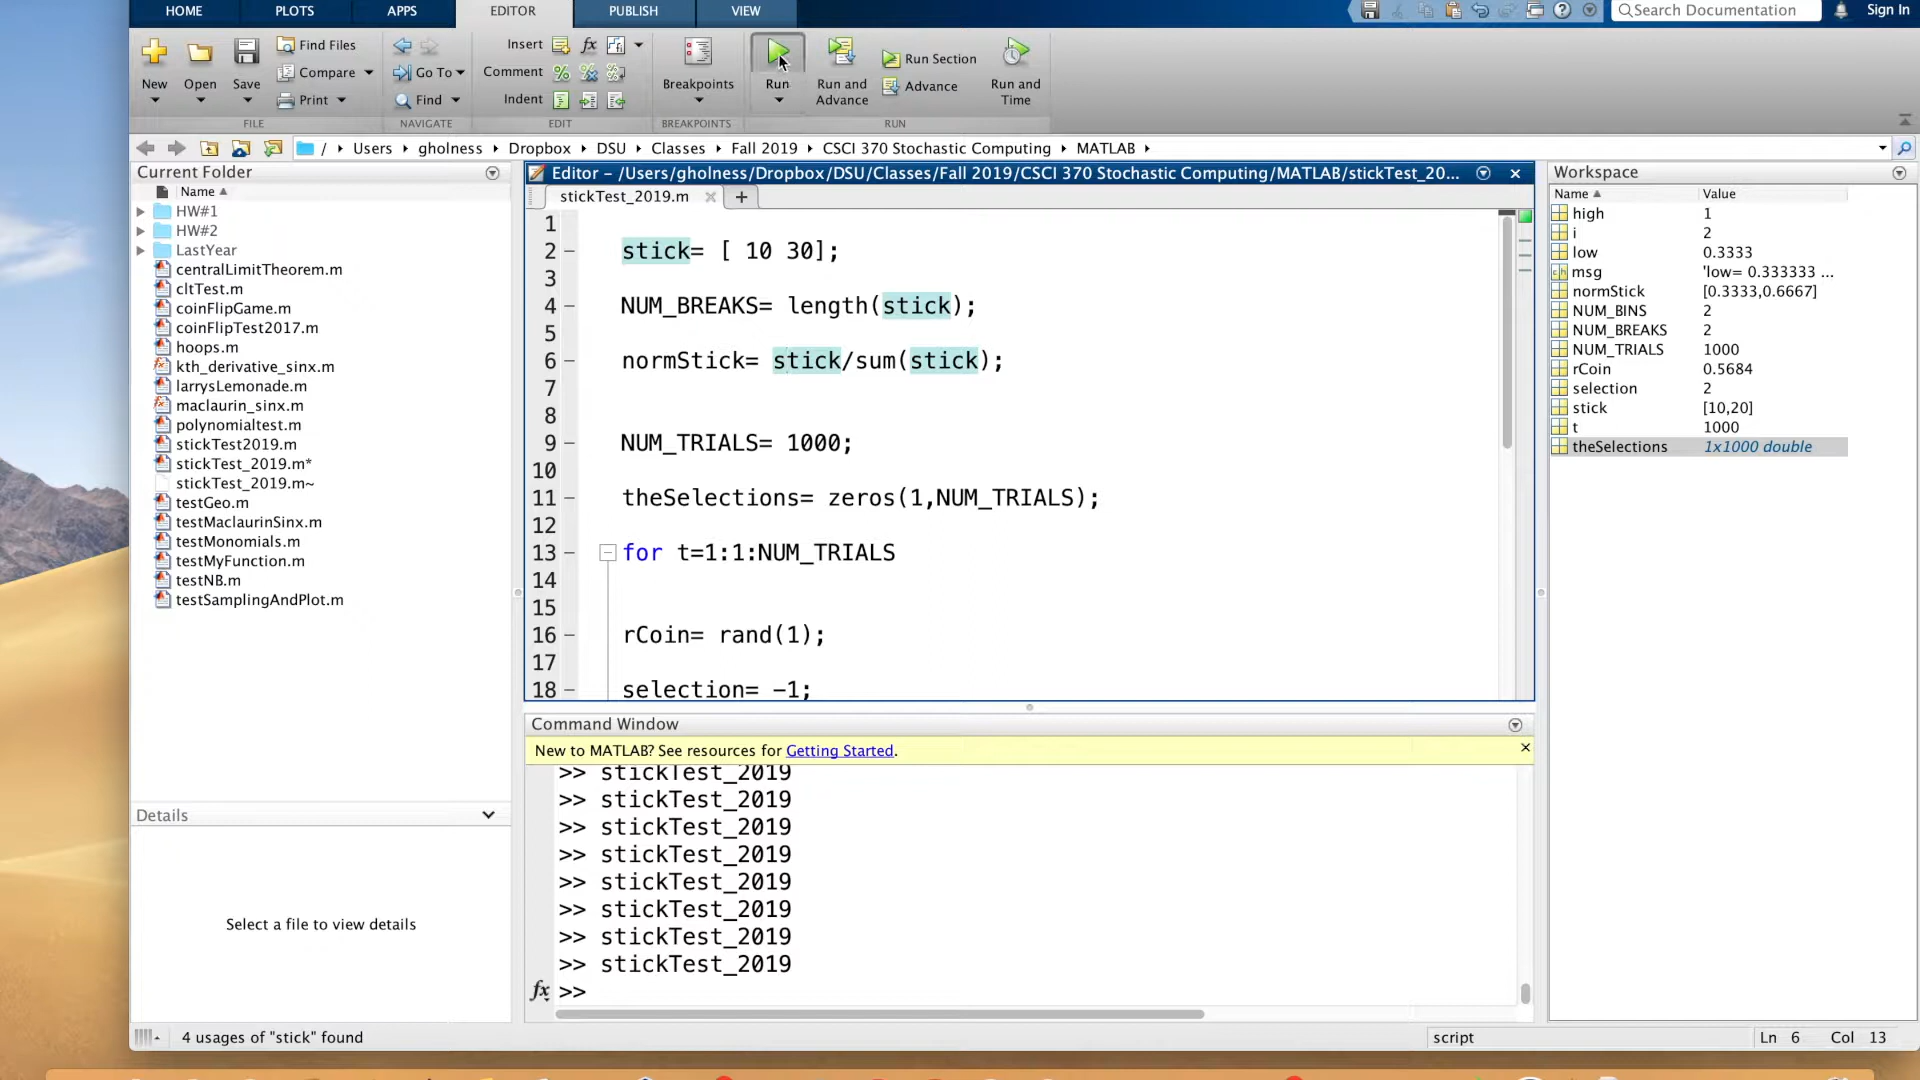 HOME PLOTS APPS EDITOR PUBLISH VIEW
Search Documentation Sign In
New Open Save Find Files Compare Print
Go To Find
Insert fx
Comment
Indent
Breakpoints Run Run and Advance Run Section Advance Run and Time
FILE NAVIGATE EDIT BREAKPOINTS RUN
/ Users gholness Dropbox DSU Classes Fall 2019 CSCI 370 Stochastic Computing MATLAB
Current Folder
Name
HW#1
HW#2
LastYear
centralLimitTheorem.m
cltTest.m
coinFlipGame.m
coinFlipTest2017.m
hoops.m
kth_derivative_sinx.m
larrysLemonade.m
maclaurin_sinx.m
polynomialtest.m
stickTest2019.m
stickTest_2019.m*
stickTest_2019.m~
testGeo.m
testMaclaurinSinx.m
testMonomials.m
testMyFunction.m
testNB.m
testSamplingAndPlot.m
Details
Select a file to view details
Editor – /Users/gholness/Dropbox/DSU/Classes/Fall 2019/CSCI 370 Stochastic Computing/MATLAB/stickTest_20...
stickTest_2019.m
1
2 – stick= [ 10 30];
3
4 – NUM_BREAKS= length(stick);
5
6 – normStick= stick/sum(stick);
7
8
9 – NUM_TRIALS= 1000;
10
11 – theSelections= zeros(1,NUM_TRIALS);
12
13 – for t=1:1:NUM_TRIALS
14
15
16 – rCoin= rand(1);
17
18 – selection= -1;
Command Window
New to MATLAB? See resources for Getting Started.
>> stickTest_2019
>> stickTest_2019
>> stickTest_2019
>> stickTest_2019
>> stickTest_2019
>> stickTest_2019
>> stickTest_2019
>> stickTest_2019
fx >>
Workspace
Name Value
high 1
i 2
low 0.3333
msg 'low= 0.333333 ...
normStick [0.3333,0.6667]
NUM_BINS 2
NUM_BREAKS 2
NUM_TRIALS 1000
rCoin 0.5684
selection 2
stick [10,20]
t 1000
theSelections 1x1000 double
4 usages of "stick" found
script Ln 6 Col 13